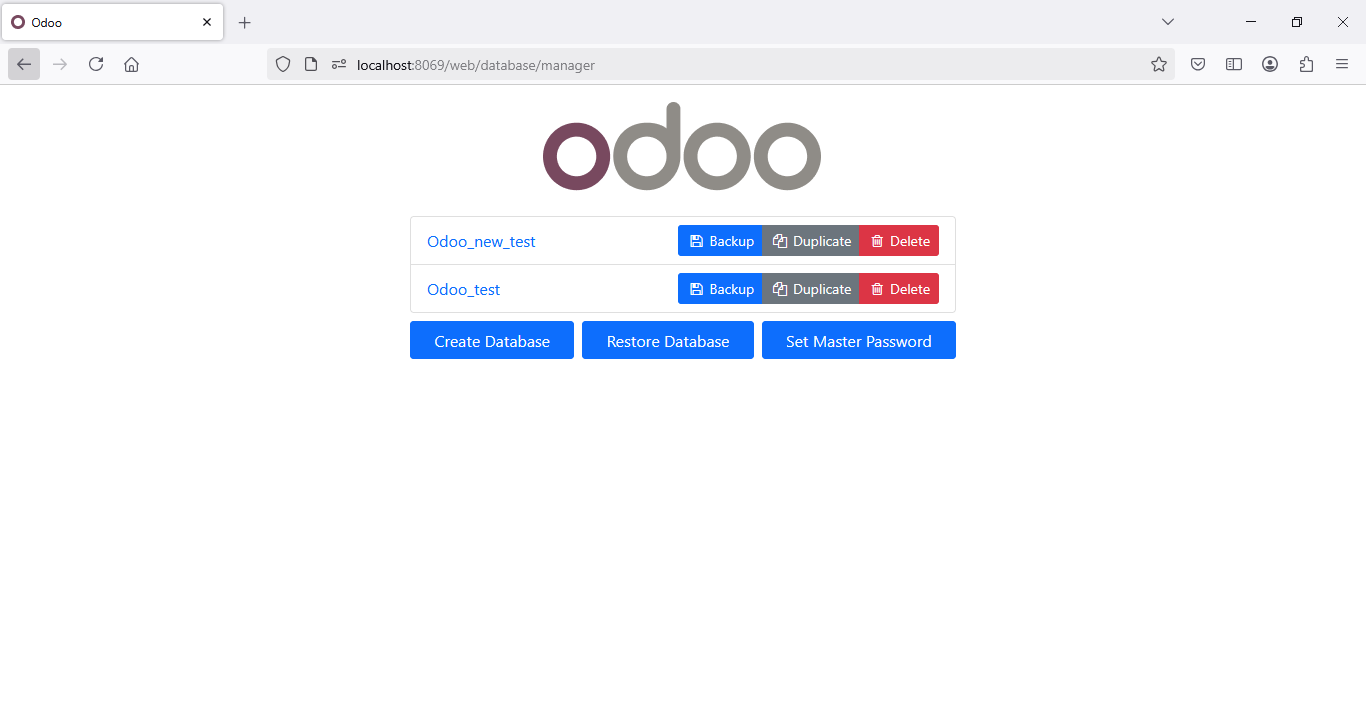 Odoo
localhost:8069/web/database/manager
odoo
Odoo_new_test Backup Duplicate Delete
Odoo_test Backup Duplicate Delete
Create Database Restore Database Set Master Password